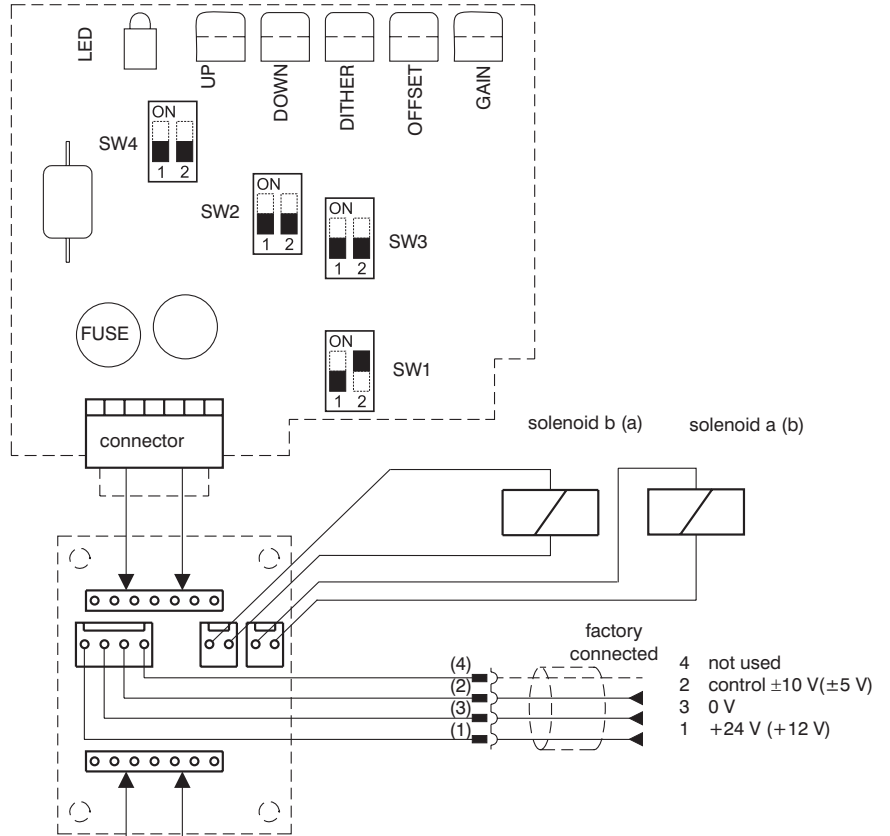 LED
UP
DOWN
DITHER
OFFSET
GAIN
ON
SW4
1 2
ON
SW2
1 2
ON
SW3
1 2
FUSE
ON
SW1
1 2
connector
solenoid b (a)
solenoid a (b)
factory
connected
(4)
4 not used
(2)
2 control ±10 V(±5 V)
(3)
3 0 V
(1)
1 +24 V (+12 V)